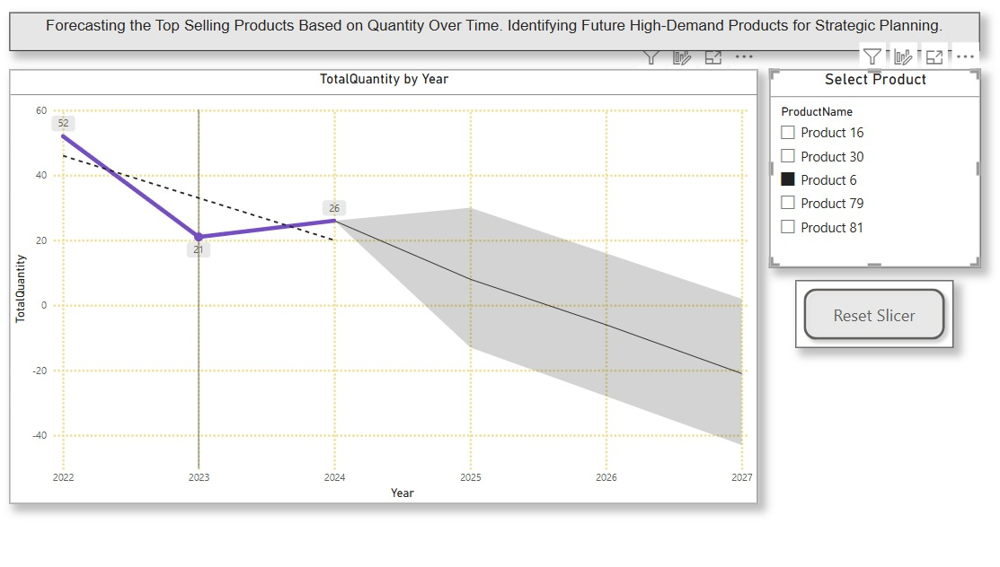 Forecasting the Top Selling Products Based on Quantity Over Time. Identifying Future High-Demand Products for Strategic Planning.
TotalQuantity by Year
60
40
20
0
-20
-40
TotalQuantity
52
21
26
2022 2023 2024 2025 2026 2027
Year
Select Product
ProductName
Product 16
Product 30
Product 6
Product 79
Product 81
Reset Slicer